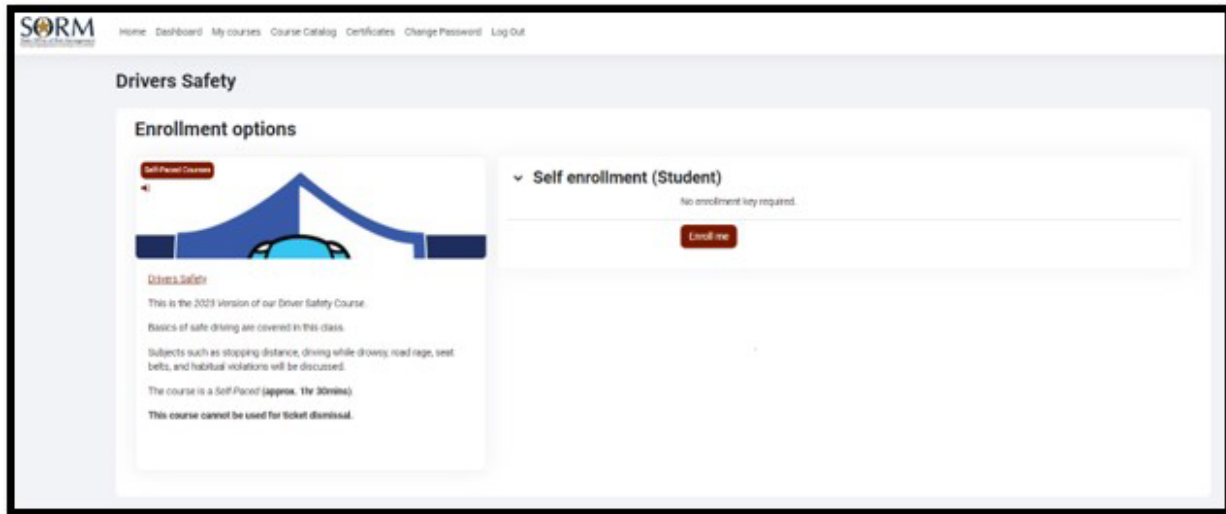 SORM
Home Dashboard My courses Course Catalog Certificates Change Password Log Out
Drivers Safety
Enrollment options
Self-Paced Courses
Self enrollment (Student)
No enrollment key required.
Enroll me
Drivers Safety
This is the 2023 Version of our Driver Safety Course.
Basics of safe driving are covered in this class.
Subjects such as stopping distance, driving while drowsy, road rage, seat
belts, and habitual violations will be discussed.
The course is a Self-Paced (approx. 1hr 30mins).
This course cannot be used for ticket dismissal.